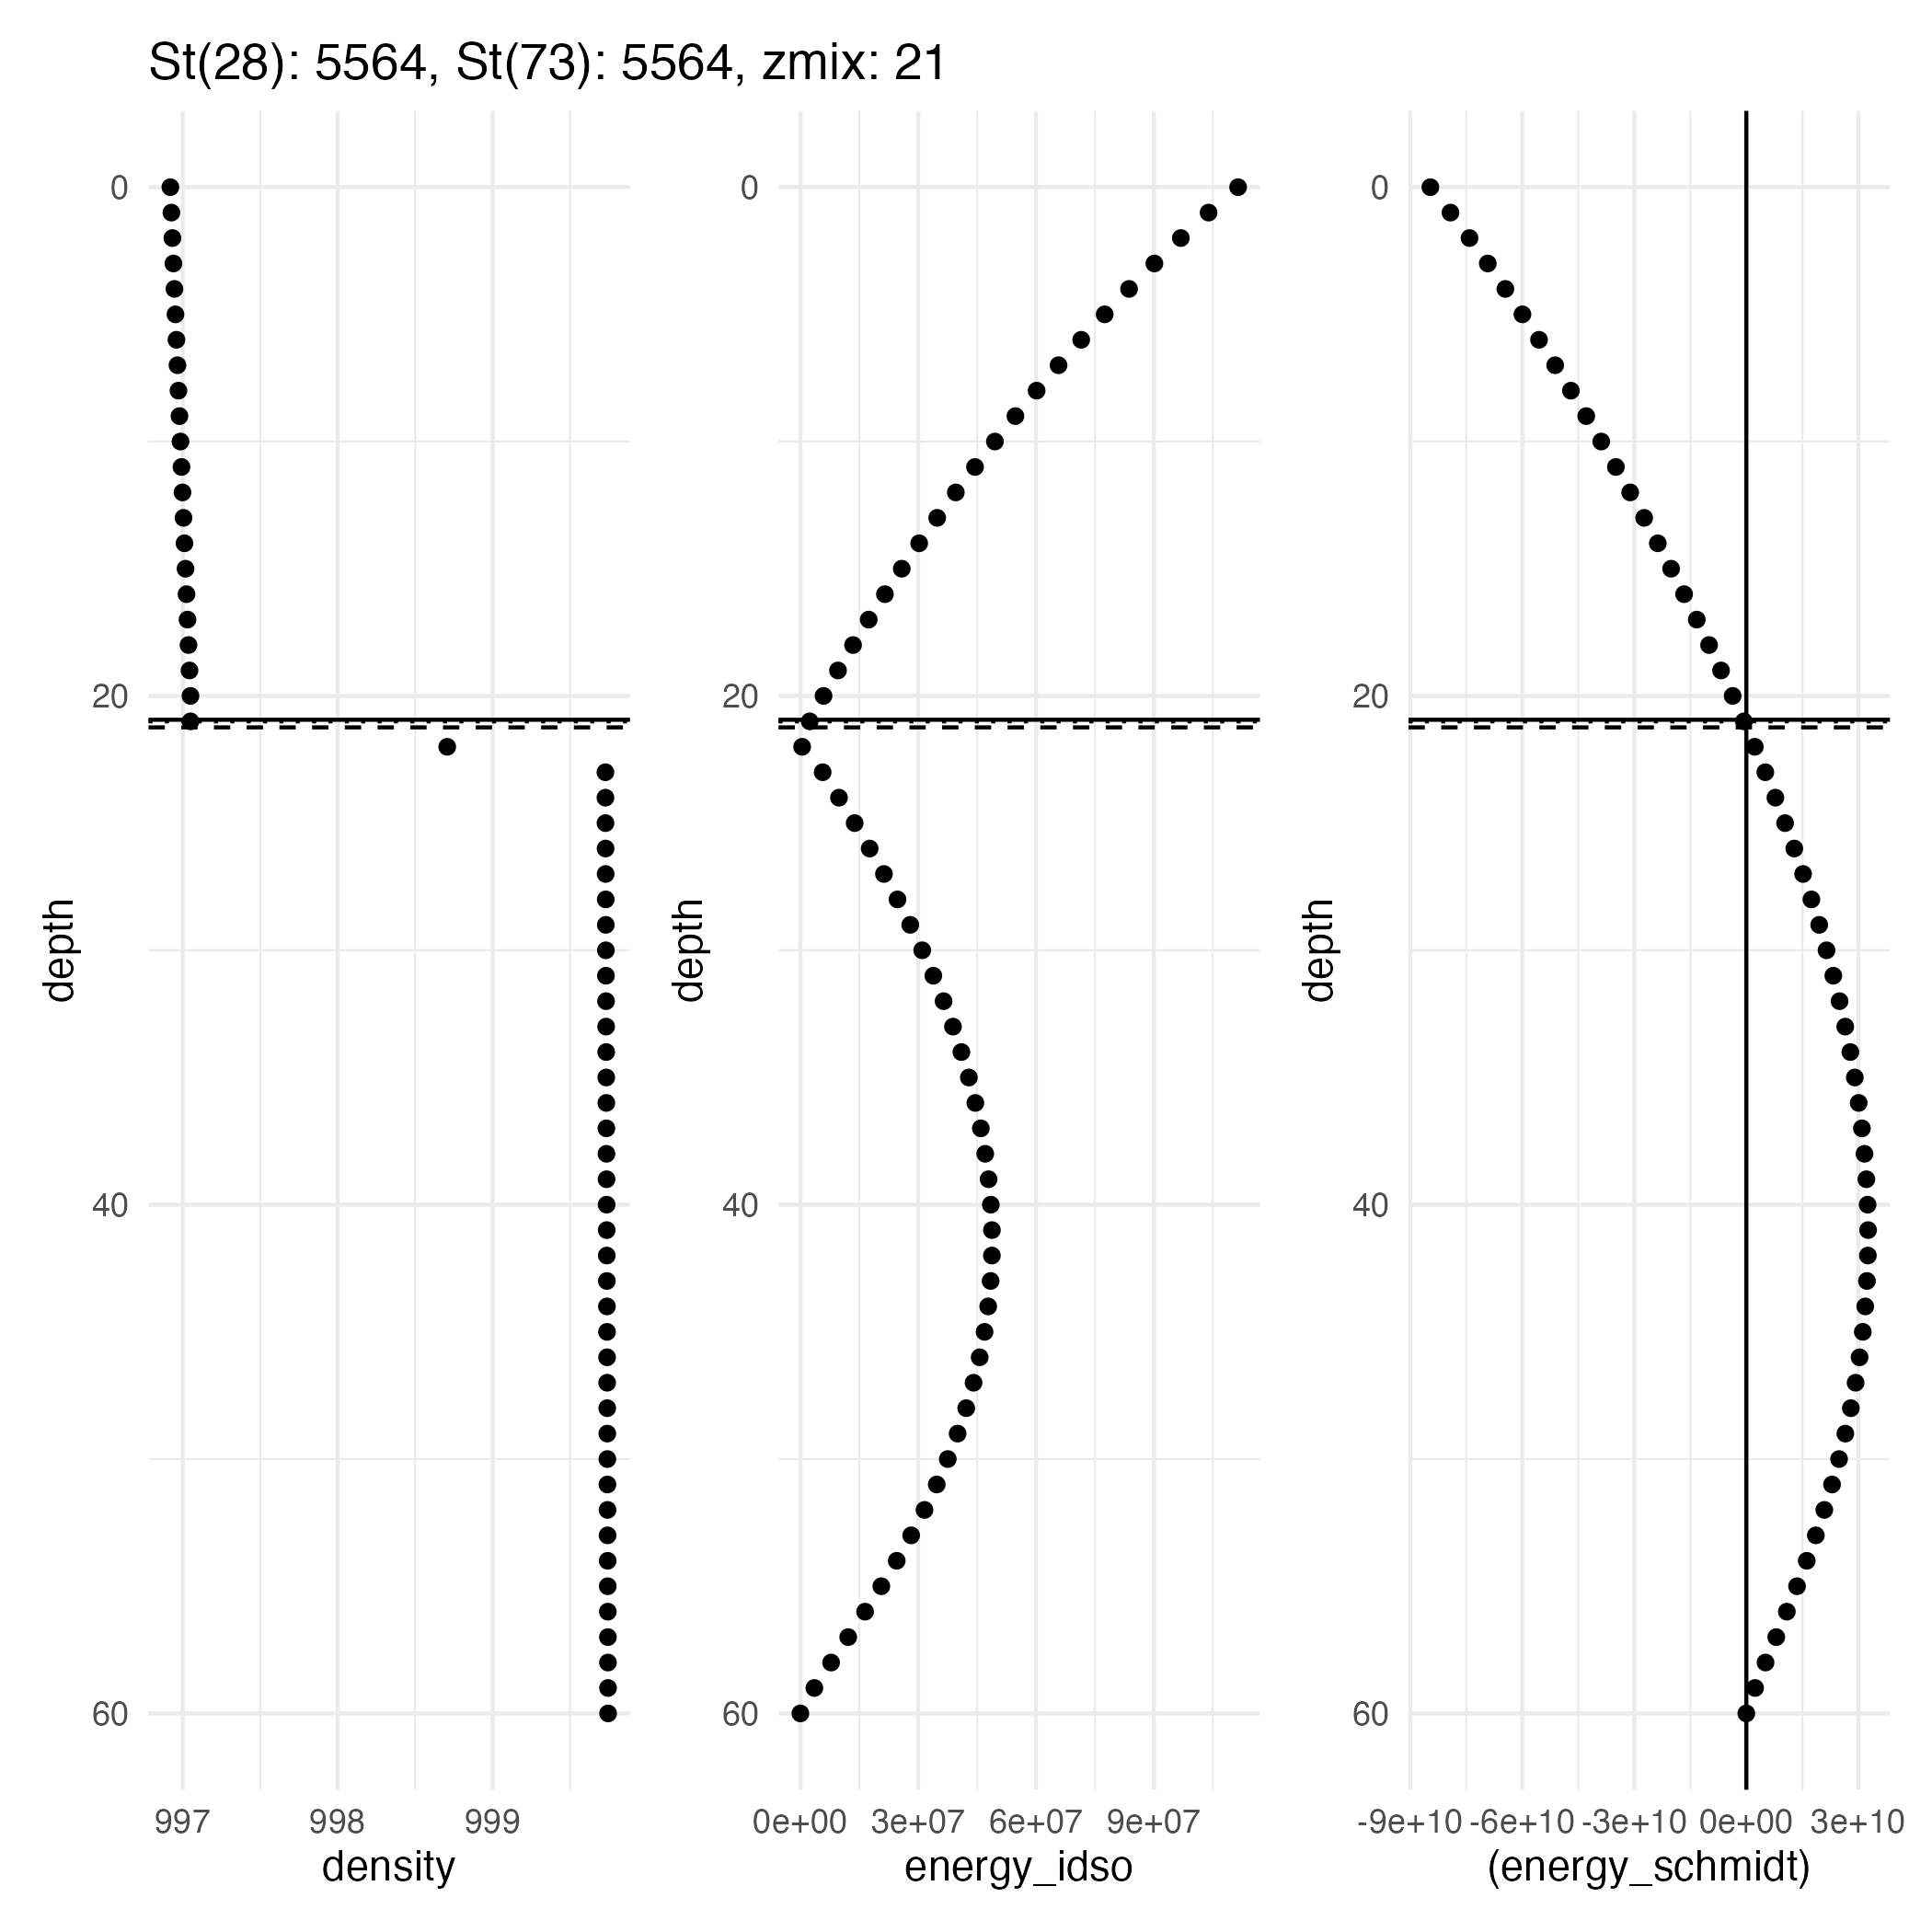 St(28): 5564, St(73): 5564, zmix: 21
0
20
40
60
depth
997
998
999
density
0
20
40
60
depth
0e+00
3e+07
6e+07
9e+07
energy_idso
0
20
40
60
depth
-9e+10
-6e+10
-3e+10
0e+00
3e+10
(energy_schmidt)